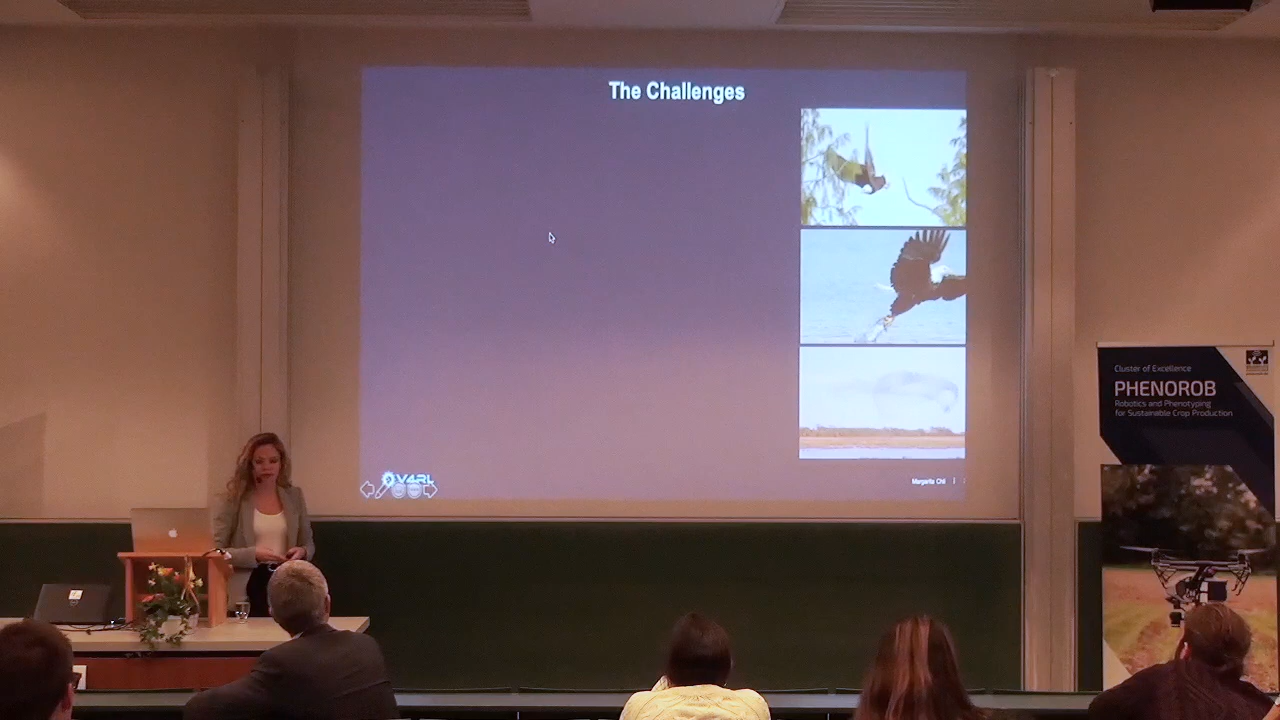 The Challenges
V4RL
Margarita Chli
Cluster of Excellence
PHENOROB
Robotics and Phenotyping
for Sustainable Crop Production